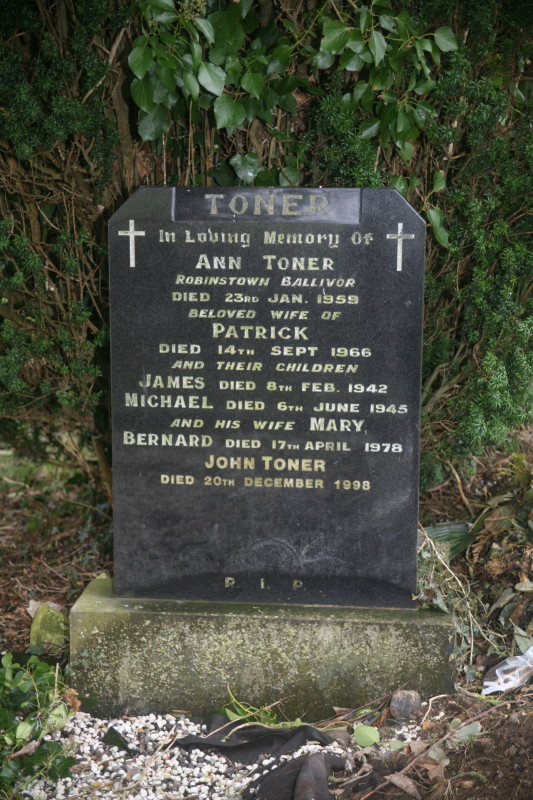 TONER
In Loving Memory Of
ANN TONER
ROBINSTOWN BALLIVOR
DIED 23RD JAN. 1959
BELOVED WIFE OF
PATRICK
DIED 14TH SEPT 1966
AND THEIR CHILDREN
JAMES DIED 8TH FEB. 1942
MICHAEL DIED 6TH JUNE 1945
AND HIS WIFE MARY
BERNARD DIED 17TH APRIL 1978
JOHN TONER
DIED 20TH DECEMBER 1998
R I P